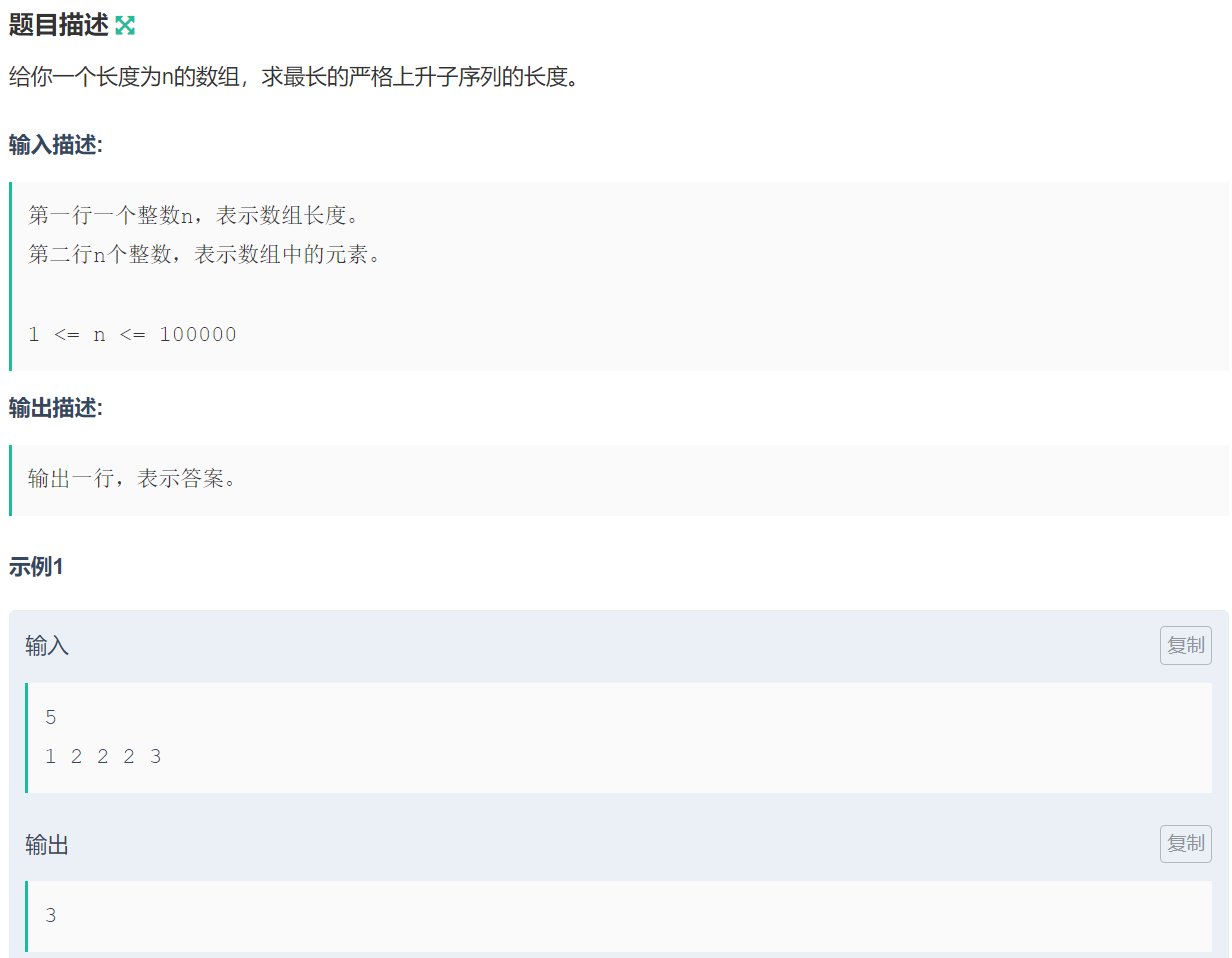 题目描述
给你一个长度为n的数组，求最长的严格上升子序列的长度。
输入描述:
第一行一个整数n，表示数组长度。
第二行n个整数，表示数组中的元素。
1 <= n <= 100000
输出描述:
输出一行，表示答案。
示例1
输入
复制
5
1 2 2 2 3
输出
复制
3